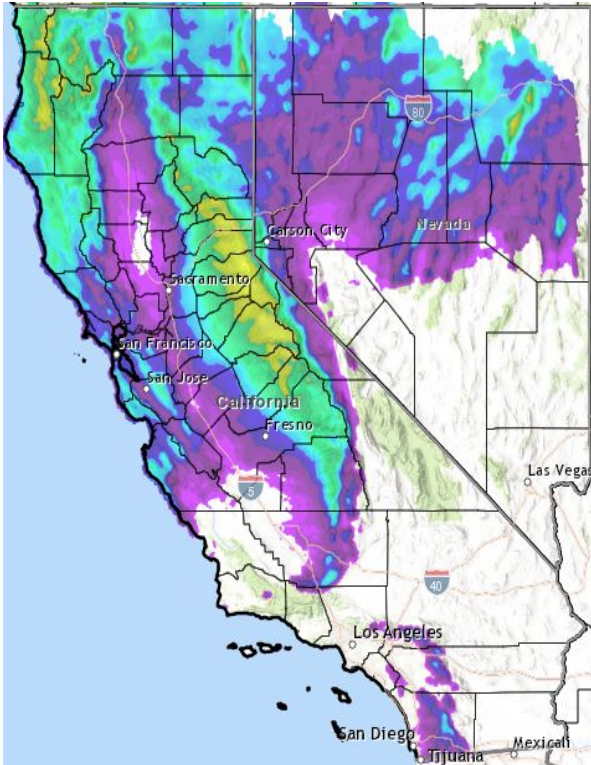 80
Nevada
Carson City
Sacramento
San Francisco
San Jose
California
Fresno
5
Las Vegas
40
Los Angeles
San Diego
Tijuana
Mexicali